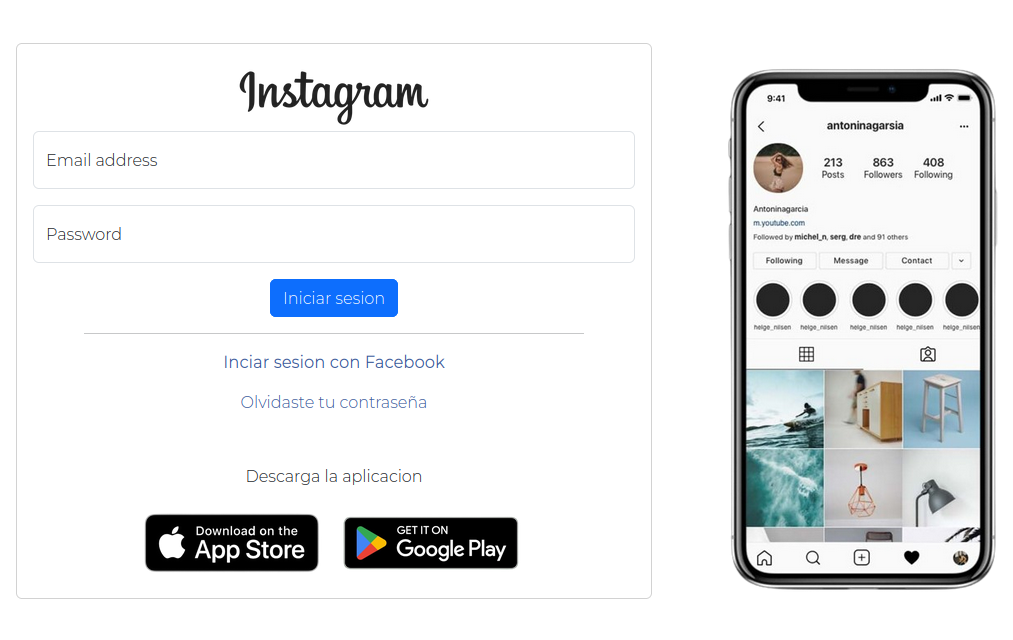 Instagram
Email address
Password
Iniciar sesion
Inciar sesion con Facebook
Olvidaste tu contraseña
Descarga la aplicacion
Download on the
App Store
GET IT ON
Google Play
9:41
antoninagarsia
213 863 408
Posts Followers Following
Antoninagarcia
m.youtube.com
Followed by michel_n, serg, dre and 91 others
Following Message Contact
helge_nilsen helge_nilsen helge_nilsen helge_nilsen helge_nilsen